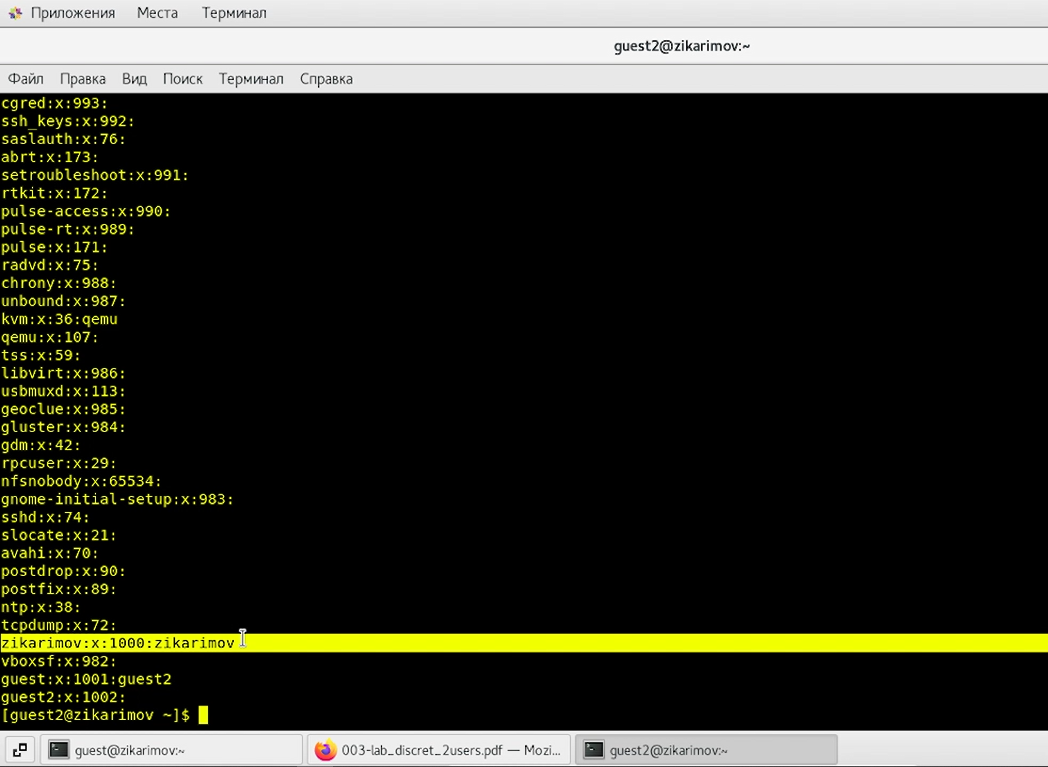 Приложения Места Терминал
guest2@zikarimov:~
Файл Правка Вид Поиск Терминал Справка
cgred:x:993:
ssh_keys:x:992:
saslauth:x:76:
abrt:x:173:
setroubleshoot:x:991:
rtkit:x:172:
pulse-access:x:990:
pulse-rt:x:989:
pulse:x:171:
radvd:x:75:
chrony:x:988:
unbound:x:987:
kvm:x:36:qemu
qemu:x:107:
tss:x:59:
libvirt:x:986:
usbmuxd:x:113:
geoclue:x:985:
gluster:x:984:
gdm:x:42:
rpcuser:x:29:
nfsnobody:x:65534:
gnome-initial-setup:x:983:
sshd:x:74:
slocate:x:21:
avahi:x:70:
postdrop:x:90:
postfix:x:89:
ntp:x:38:
tcpdump:x:72:
zikarimov:x:1000:zikarimov
vboxsf:x:982:
guest:x:1001:guest2
guest2:x:1002:
[guest2@zikarimov ~]$
guest@zikarimov:~ 003-lab_discret_2users.pdf — Mozi... guest2@zikarimov:~